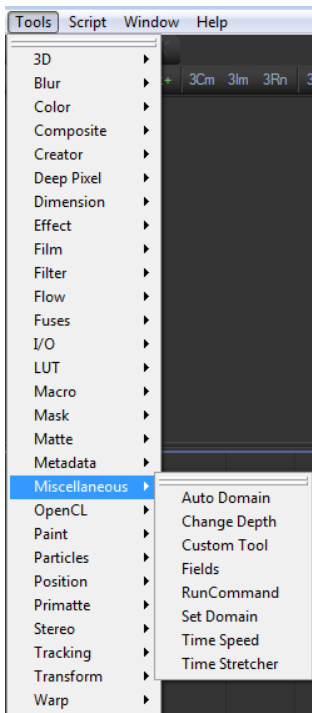 Tools Script Window Help
3D
3Cm 3Im 3Rn
Blur
Color
Composite
Creator
Deep Pixel
Dimension
Effect
Film
Filter
Flow
Fuses
I/O
LUT
Macro
Mask
Matte
Metadata
Miscellaneous
Auto Domain
Change Depth
Custom Tool
Fields
RunCommand
Set Domain
Time Speed
Time Stretcher
OpenCL
Paint
Particles
Position
Primatte
Stereo
Tracking
Transform
Warp